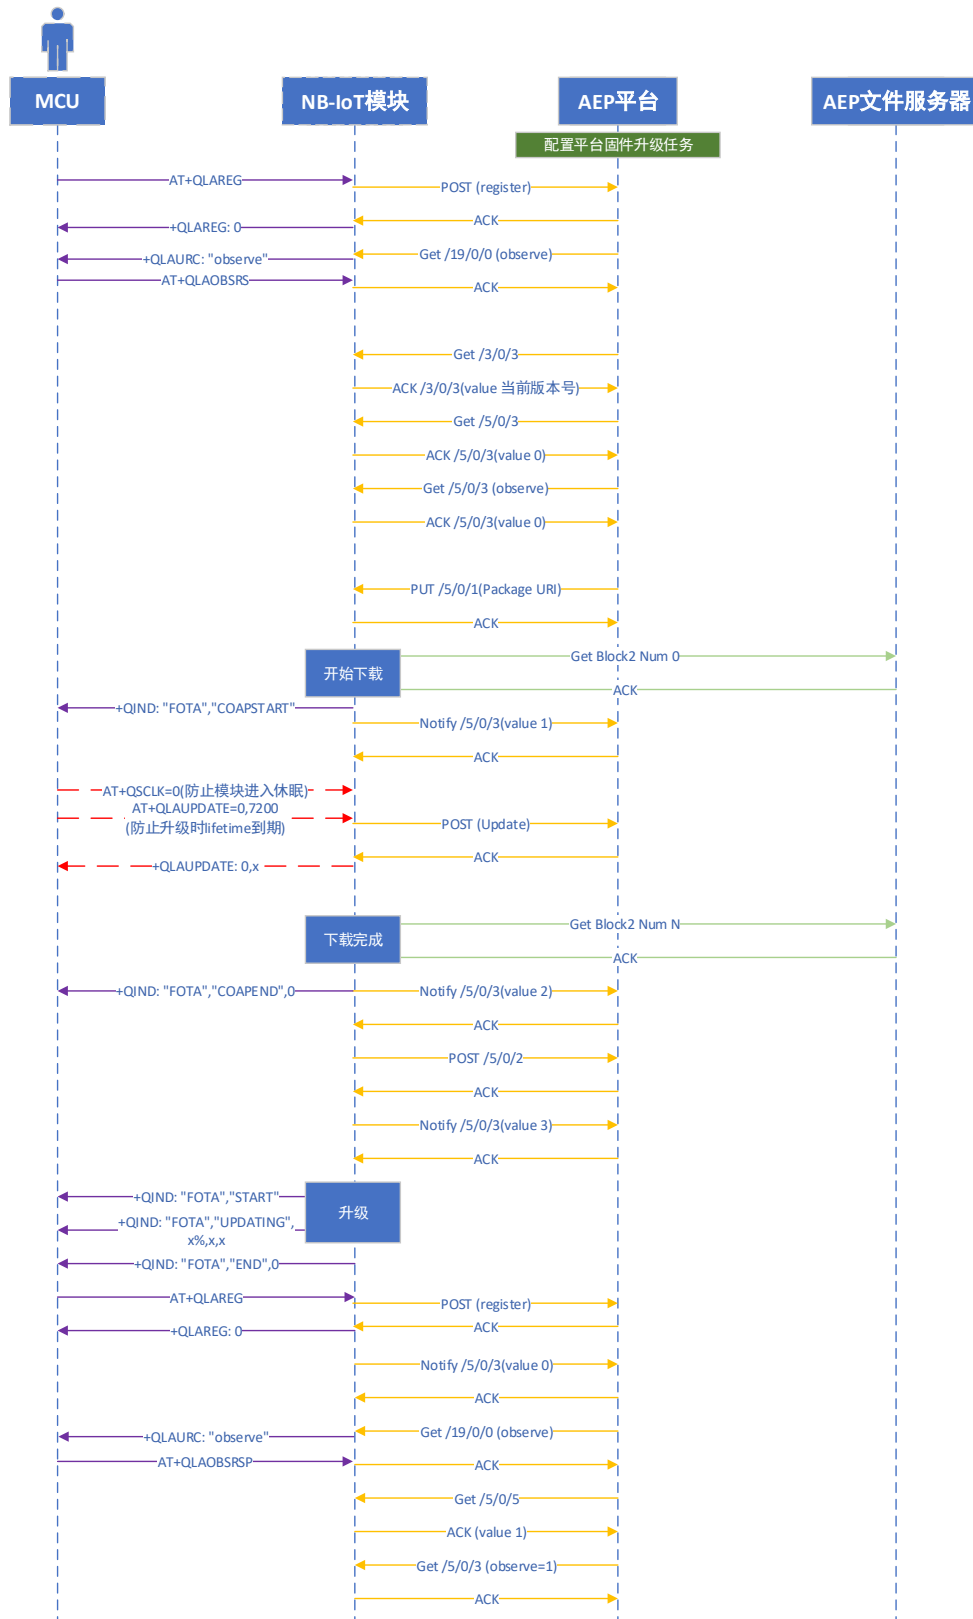 MCU
NB-IoT模块
AEP平台
AEP文件服务器
配置平台固件升级任务
AT+QLAREG
POST (register)
ACK
+QLAREG: 0
Get /19/0/0 (observe)
+QLAURC: "observe"
AT+QLAOBSRS
ACK
Get /3/0/3
ACK /3/0/3(value 当前版本号)
Get /5/0/3
ACK /5/0/3(value 0)
Get /5/0/3 (observe)
ACK /5/0/3(value 0)
PUT /5/0/1(Package URI)
ACK
Get Block2 Num 0
开始下载
ACK
+QIND: "FOTA","COAPSTART"
Notify /5/0/3(value 1)
ACK
AT+QSCLK=0(防止模块进入休眠)
AT+QLAUPDATE=0,7200
(防止升级时lifetime到期)
POST (Update)
ACK
+QLAUPDATE: 0,x
Get Block2 Num N
下载完成
ACK
+QIND: "FOTA","COAPEND",0
Notify /5/0/3(value 2)
ACK
POST /5/0/2
ACK
Notify /5/0/3(value 3)
ACK
+QIND: "FOTA","START"
升级
+QIND: "FOTA","UPDATING",
x%,x,x
+QIND: "FOTA","END",0
AT+QLAREG
POST (register)
ACK
+QLAREG: 0
Notify /5/0/3(value 0)
ACK
Get /19/0/0 (observe)
+QLAURC: "observe"
AT+QLAOBSRSP
ACK
Get /5/0/5
ACK (value 1)
Get /5/0/3 (observe=1)
ACK